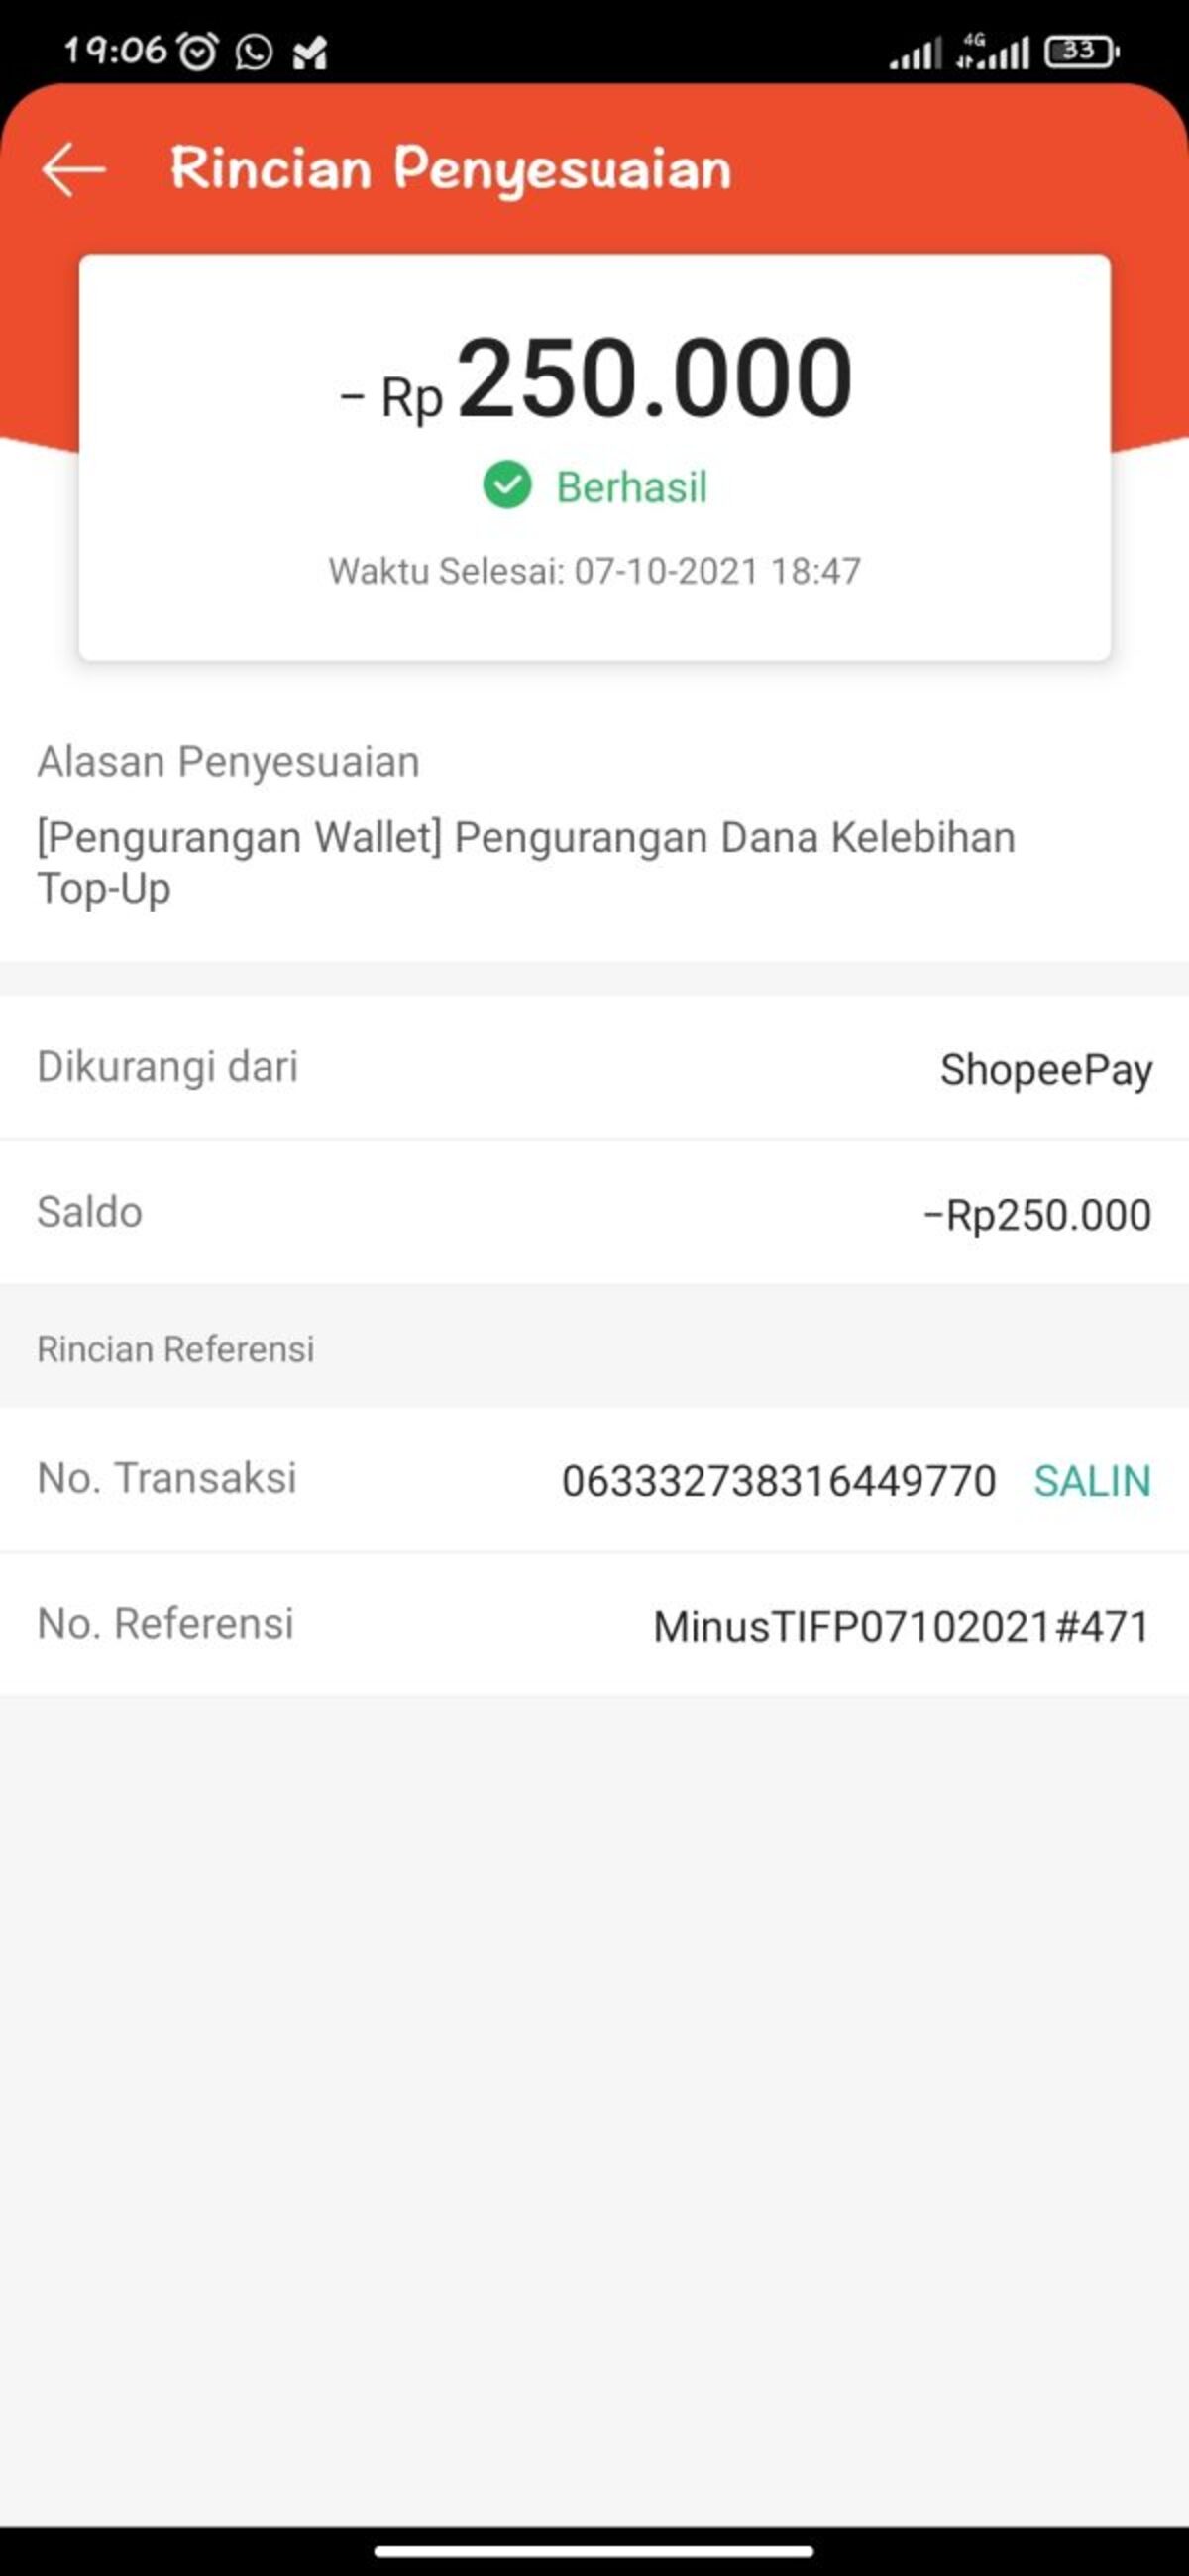 19:06
4G
33
Rincian Penyesuaian
- Rp 250.000
Berhasil
Waktu Selesai: 07-10-2021 18:47
Alasan Penyesuaian
[Pengurangan Wallet] Pengurangan Dana Kelebihan
Top-Up
Dikurangi dari ShopeePay
Saldo -Rp250.000
Rincian Referensi
No. Transaksi 063332738316449770 SALIN
No. Referensi MinusTIFP07102021#471